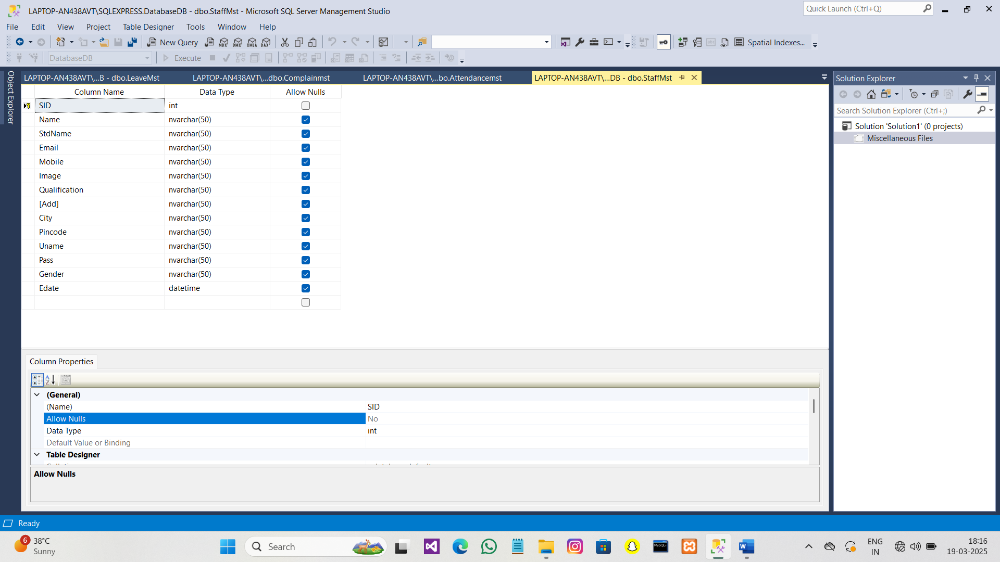 LAPTOP-AN438AVT\SQLEXPRESS.DatabaseDB - dbo.StaffMst - Microsoft SQL Server Management Studio
Quick Launch (Ctrl+Q)
File Edit View Project Table Designer Tools Window Help
New Query MDX DMX XMLA DAX Spatial Indexes...
DatabaseDB Execute
Object Explorer
LAPTOP-AN438AVT\...B - dbo.LeaveMst LAPTOP-AN438AVT\...dbo.Complainmst LAPTOP-AN438AVT\...bo.Attendancemst LAPTOP-AN438AVT\...DB - dbo.StaffMst
Column Name Data Type Allow Nulls
SID int
Name nvarchar(50)
StdName nvarchar(50)
Email nvarchar(50)
Mobile nvarchar(50)
Image nvarchar(50)
Qualification nvarchar(50)
[Add] nvarchar(50)
City nvarchar(50)
Pincode nvarchar(50)
Uname nvarchar(50)
Pass nvarchar(50)
Gender nvarchar(50)
Edate datetime
Column Properties
(General)
(Name) SID
Allow Nulls No
Data Type int
Default Value or Binding
Table Designer
Allow Nulls
Solution Explorer
Search Solution Explorer (Ctrl+;)
Solution 'Solution1' (0 projects)
Miscellaneous Files
Ready
6
38°C
Sunny
Search
MySQL
ENG
IN
18:16
19-03-2025